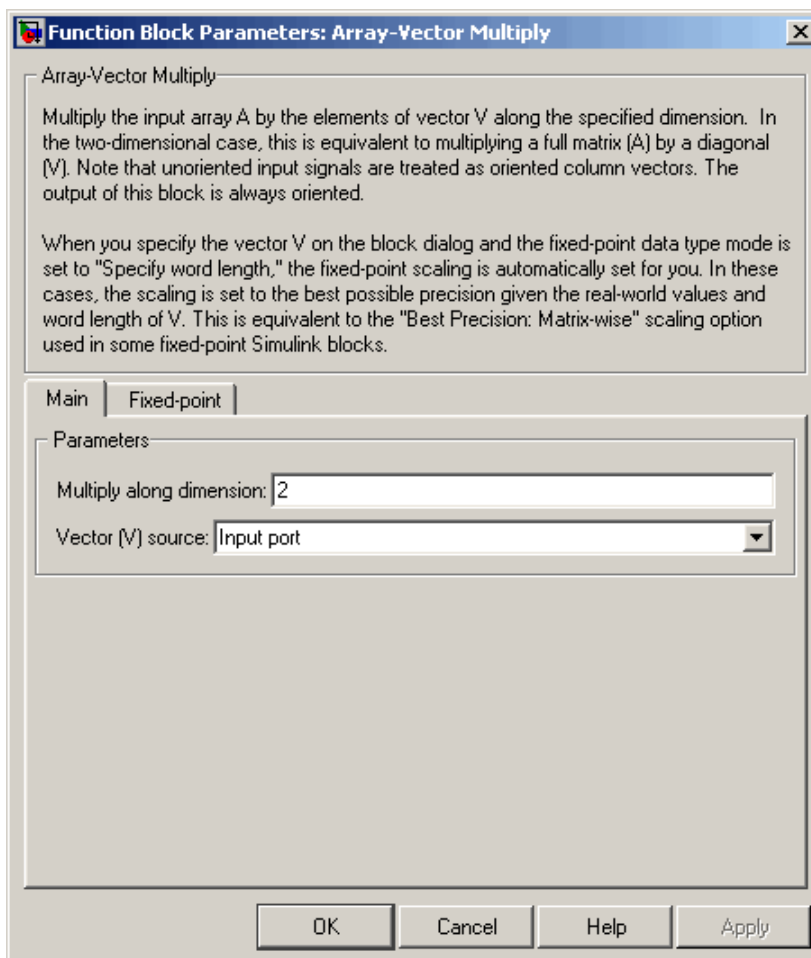 Function Block Parameters: Array-Vector Multiply
Array-Vector Multiply
Multiply the input array A by the elements of vector V along the specified dimension.  In
the two-dimensional case, this is equivalent to multiplying a full matrix (A) by a diagonal
(V). Note that unoriented input signals are treated as oriented column vectors. The
output of this block is always oriented.
When you specify the vector V on the block dialog and the fixed-point data type mode is
set to "Specify word length," the fixed-point scaling is automatically set for you. In these
cases, the scaling is set to the best possible precision given the real-world values and
word length of V. This is equivalent to the "Best Precision: Matrix-wise" scaling option
used in some fixed-point Simulink blocks.
Main Fixed-point
Parameters
Multiply along dimension: 2
Vector (V) source: Input port
OK Cancel Help Apply